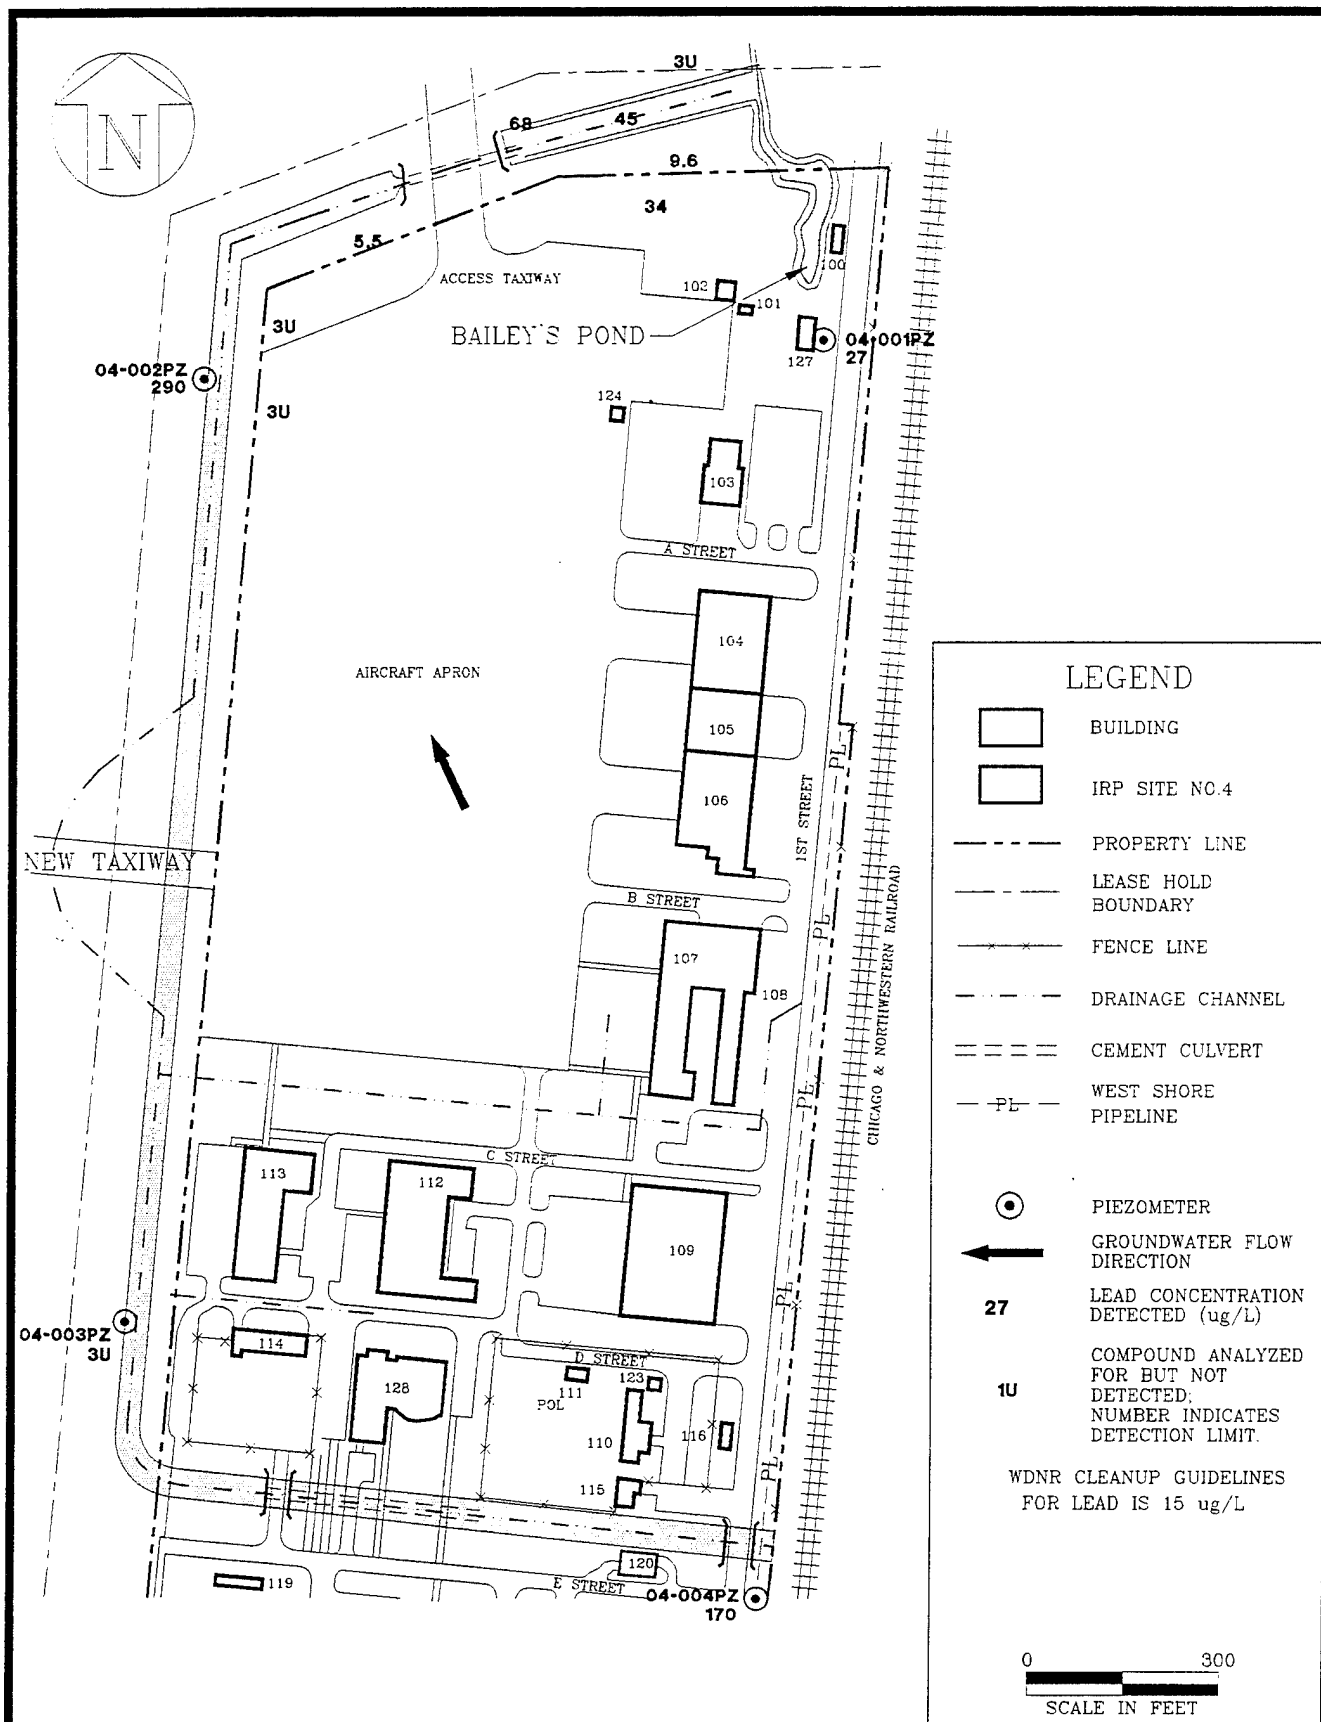 3U
N
68
45
9.6
34
5.5
ACCESS TAXIWAY
100
102
101
3U
BAILEY'S POND
127
04-001PZ
27
04-002PZ
290
3U
124
103
A STREET
104
AIRCRAFT APRON
105
PL
106
1ST STREET
NEW TAXIWAY
B STREET
PL
CHICAGO & NORTHWESTERN RAILROAD
107
108
PL
C STREET
113
112
109
PL
04-003PZ
3U
114
D STREET
128
111
123
POL
110
116
PL
115
120
119
E STREET
04-004PZ
170
LEGEND
BUILDING
IRP SITE NO.4
PROPERTY LINE
LEASE HOLD
BOUNDARY
FENCE LINE
DRAINAGE CHANNEL
CEMENT CULVERT
PL
WEST SHORE
PIPELINE
PIEZOMETER
GROUNDWATER FLOW
DIRECTION
27
LEAD CONCENTRATION
DETECTED (ug/L)
1U
COMPOUND ANALYZED
FOR BUT NOT
DETECTED;
NUMBER INDICATES
DETECTION LIMIT.
WDNR CLEANUP GUIDELINES
FOR LEAD IS 15 ug/L
0 300
SCALE IN FEET